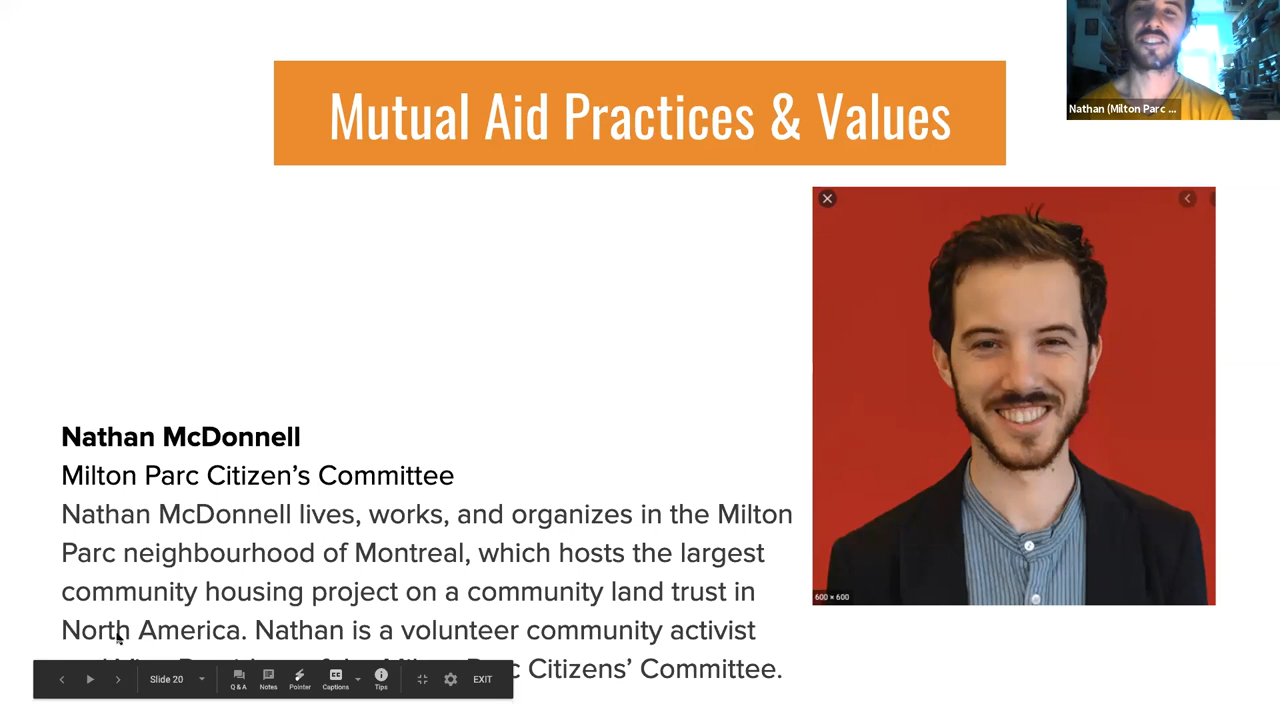 Mutual Aid Practices & Values
Nathan (Milton Parc ...
600 × 600
Nathan McDonnell
Milton Parc Citizen’s Committee
Nathan McDonnell lives, works, and organizes in the Milton
Parc neighbourhood of Montreal, which hosts the largest
community housing project on a community land trust in
North America. Nathan is a volunteer community activist
Citizens’ Committee.
Slide 20
Q & A
Notes
Pointer
Captions
Tips
EXIT